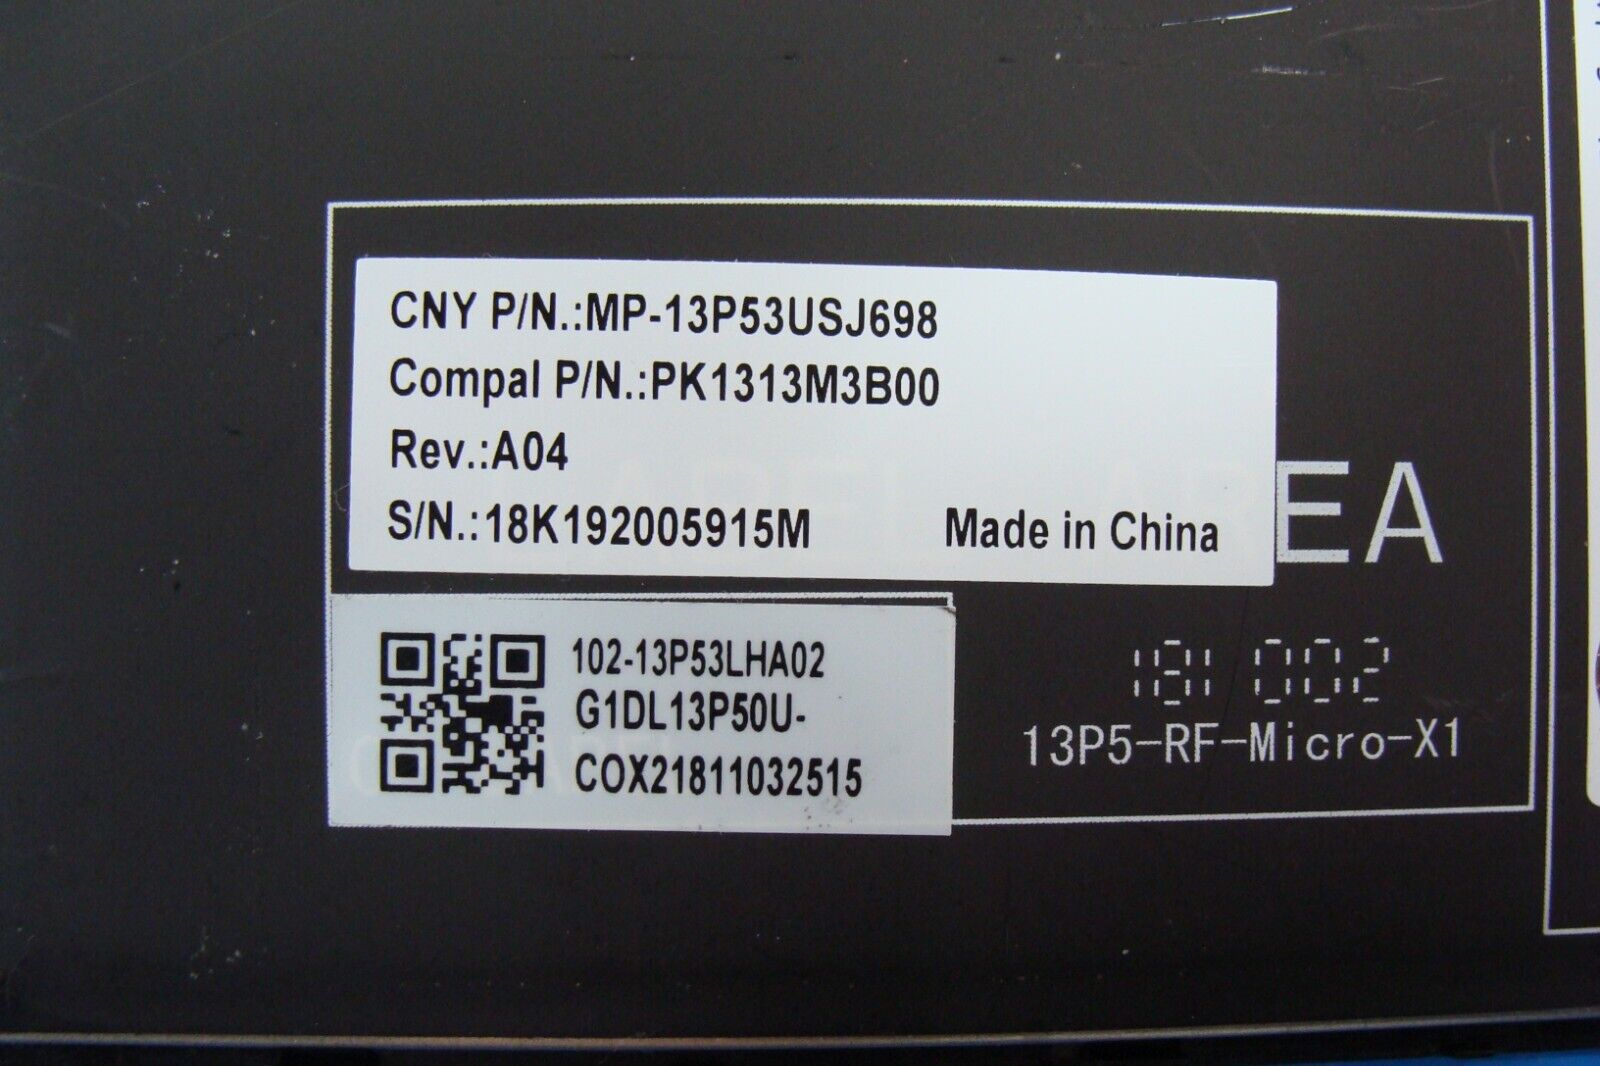 CNY P/N.:MP-13P53USJ698
Compal P/N.:PK1313M3B00
Rev.:A04
S/N.:18K192005915M Made in China
EA
102-13P53LHA02
G1DL13P50U-
COX21811032515
181 002
13P5-RF-Micro-X1